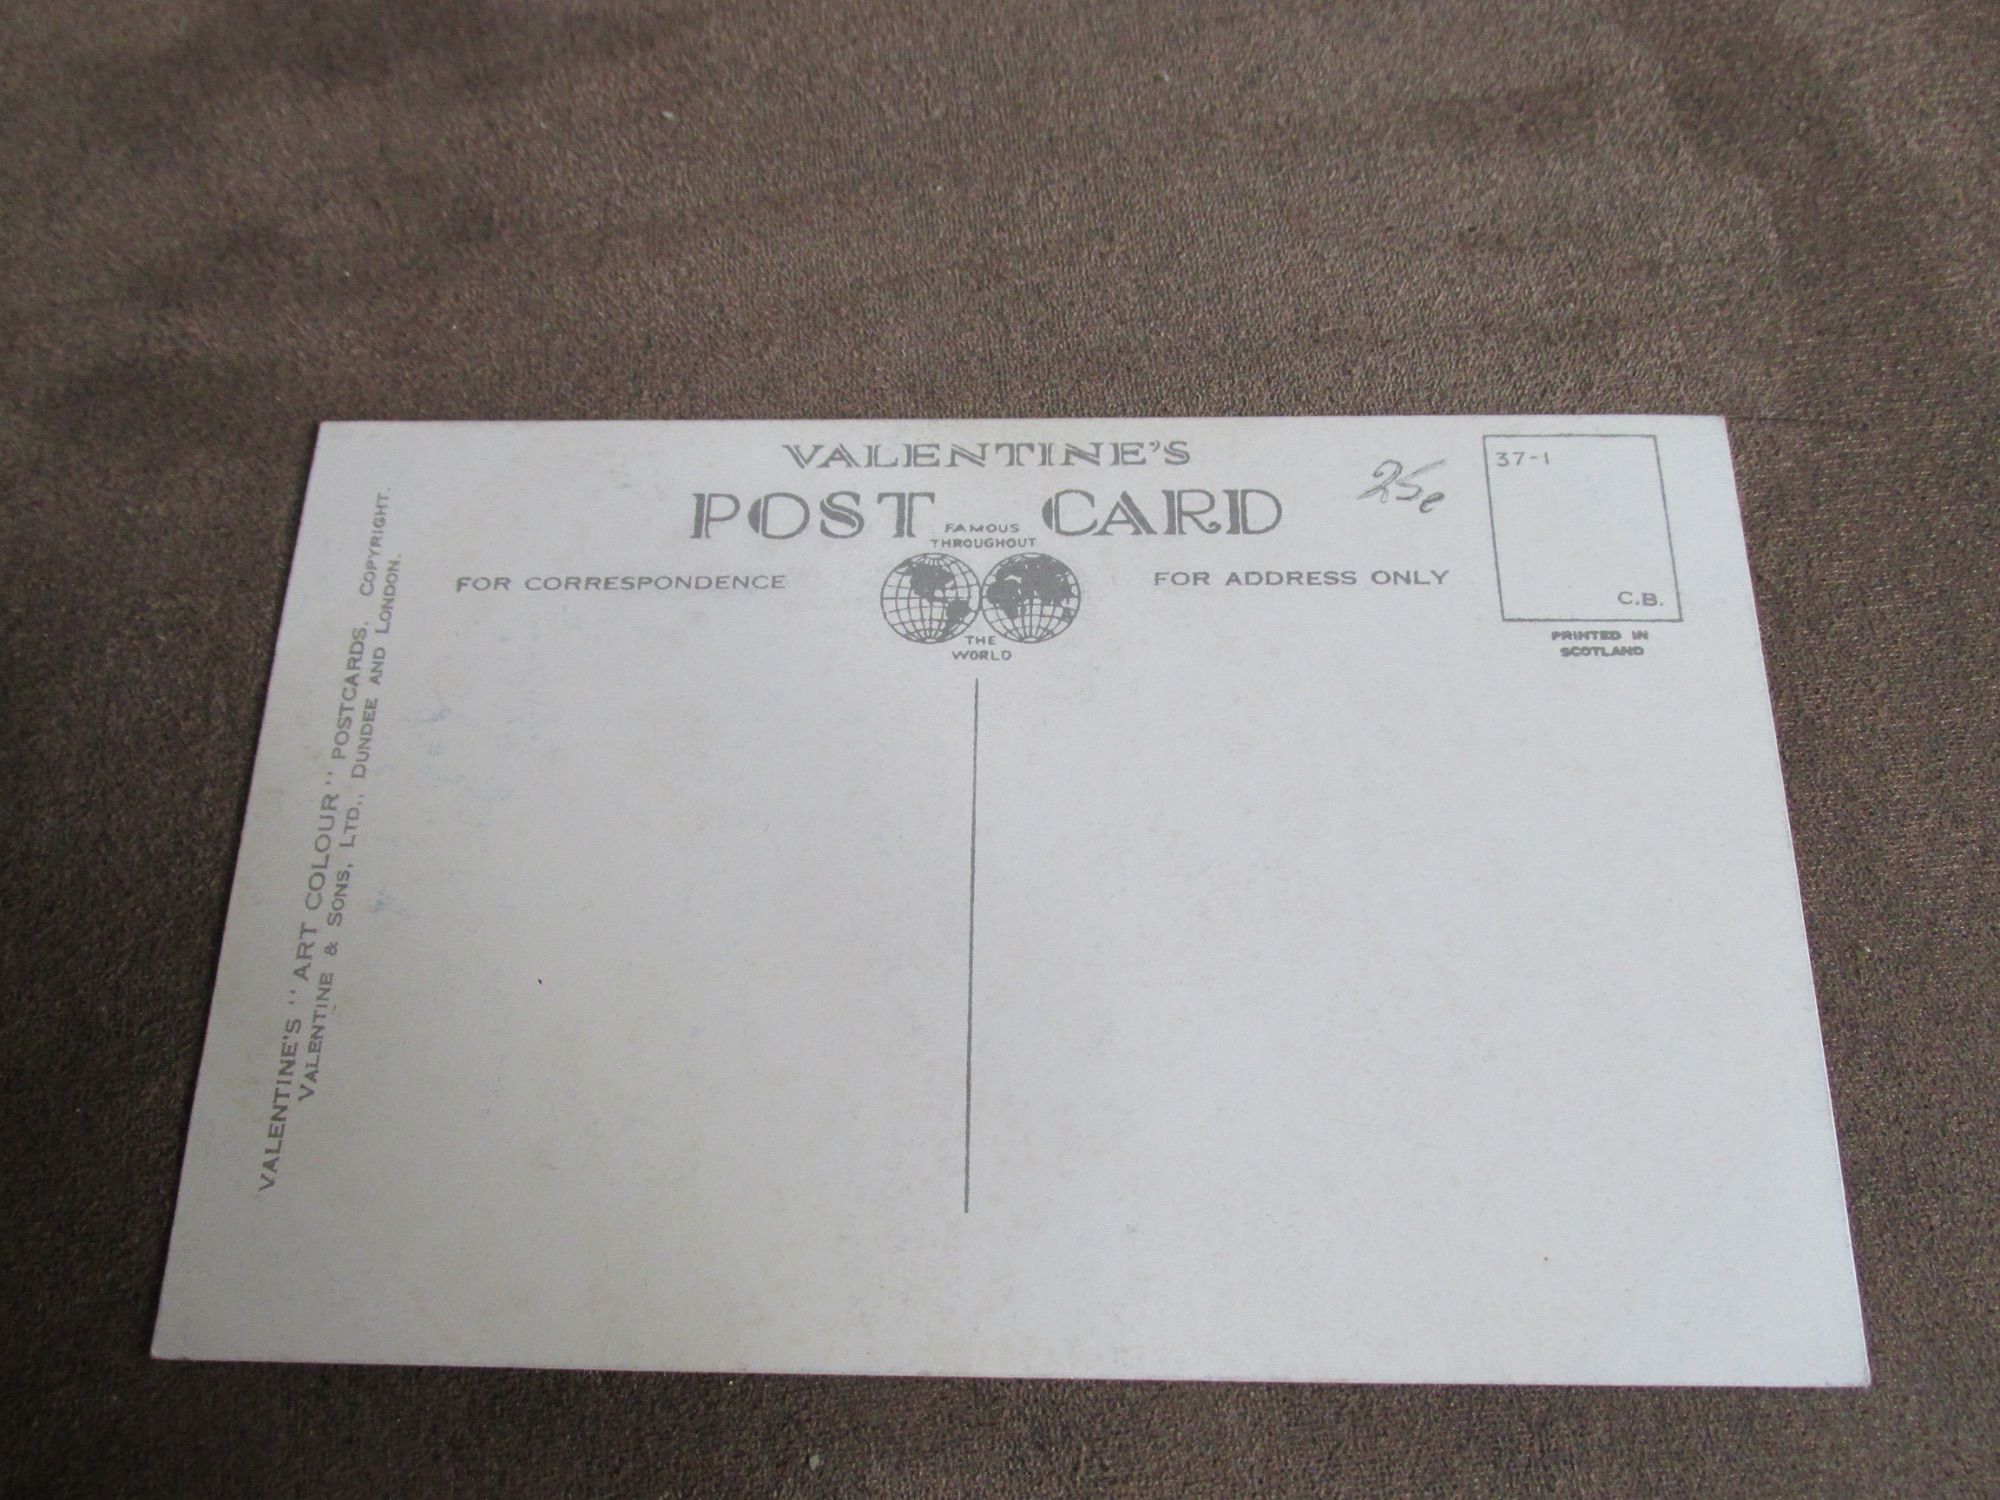 VALENTINE'S
POST CARD
FAMOUS
THROUGHOUT
THE
WORLD
FOR CORRESPONDENCE
FOR ADDRESS ONLY
25c
37-1
C.B.
PRINTED IN
SCOTLAND
VALENTINE'S "ART COLOUR" POSTCARDS. COPYRIGHT.
VALENTINE & SONS, LTD., DUNDEE AND LONDON.